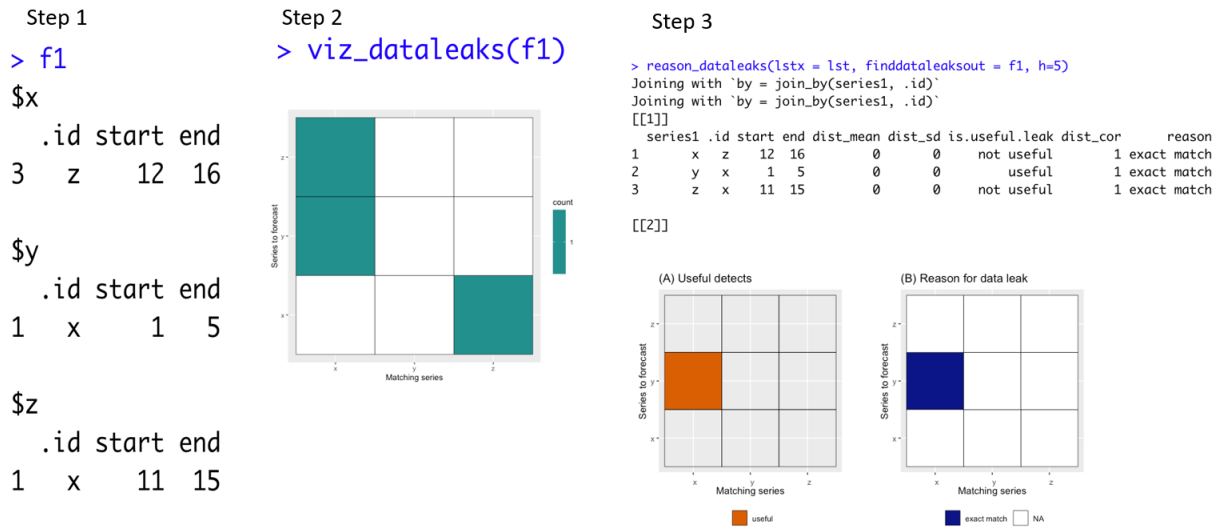 Step 1
> f1
$x
.id start end
3 z 12 16
$y
.id start end
1 x 1 5
$z
.id start end
1 x 11 15
Step 2
> viz_dataleaks(f1)
Series to forecast
z
y
x
x y z
Matching series
count
1
Step 3
> reason_dataleaks(lstx = lst, finddataleaksout = f1, h=5)
Joining with `by = join_by(series1, .id)`
Joining with `by = join_by(series1, .id)`
[[1]]
series1 .id start end dist_mean dist_sd is.useful.leak dist_cor reason
1 x z 12 16 0 0 not useful 1 exact match
2 y x 1 5 0 0 useful 1 exact match
3 z x 11 15 0 0 not useful 1 exact match
[[2]]
(A) Useful detects
Series to forecast
z
y
x
x y z
Matching series
useful
(B) Reason for data leak
Series to forecast
z
y
x
x y z
Matching series
exact match NA